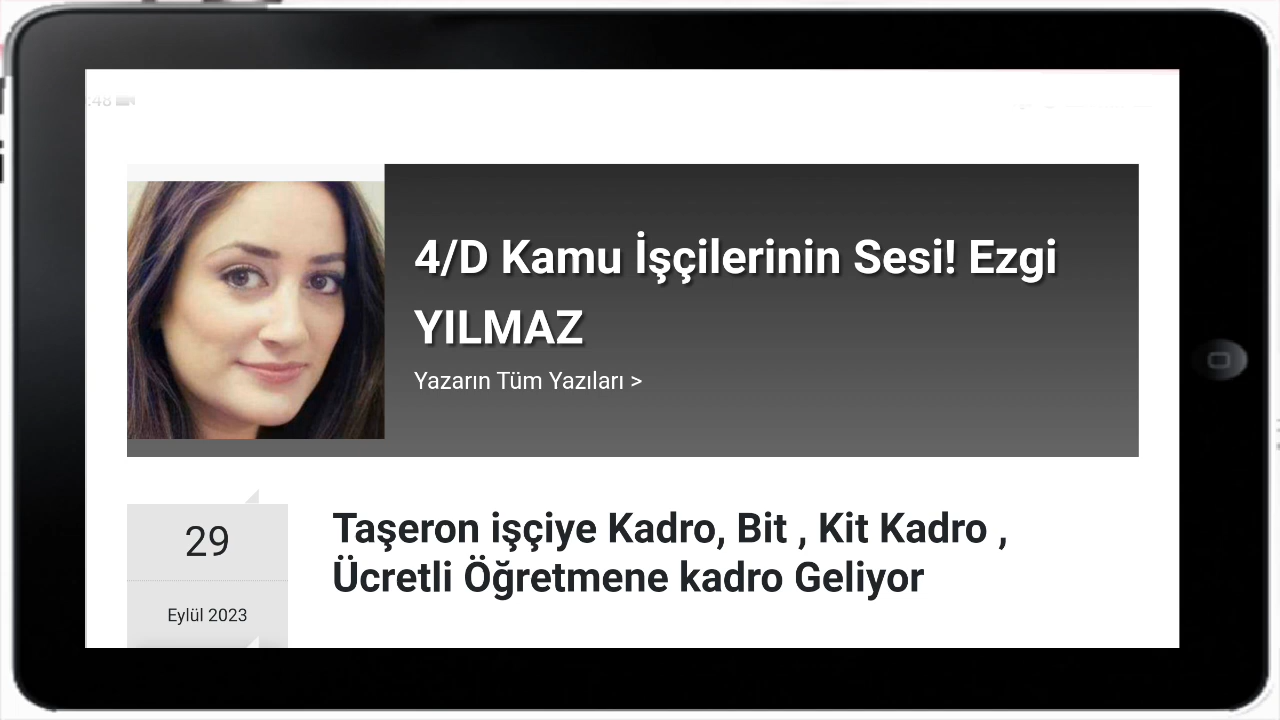 :48
4/D Kamu İşçilerinin Sesi! Ezgi
YILMAZ
Yazarın Tüm Yazıları >
29
Eylül 2023
Taşeron işçiye Kadro, Bit , Kit Kadro ,
Ücretli Öğretmene kadro Geliyor